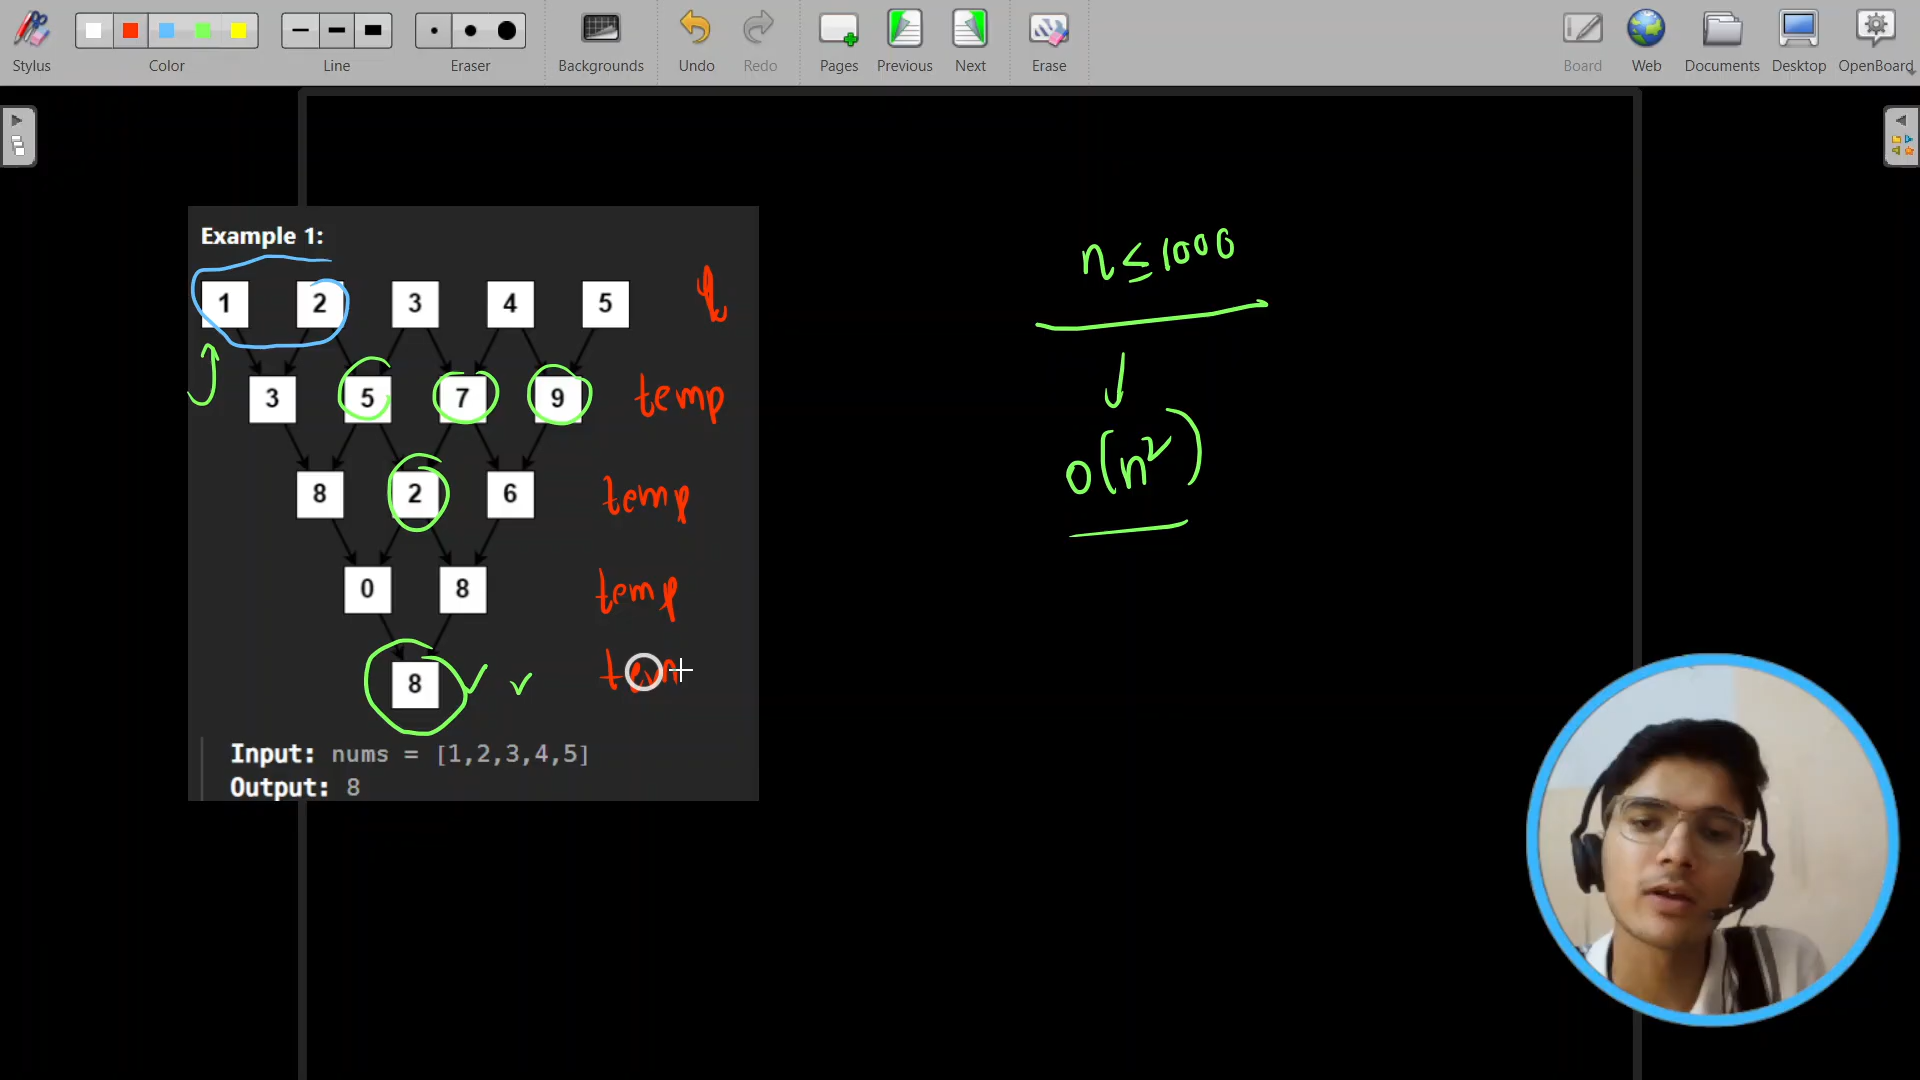 Stylus Color Line Eraser Backgrounds Undo Redo Pages Previous Next Erase Board Web Documents Desktop OpenBoard
Example 1:
1 2 3 4 5
3 5 7 9 temp
8 2 6 temp
0 8 temp
8
Input: nums = [1,2,3,4,5]
Output: 8
n ≤ 1000
O(n²)